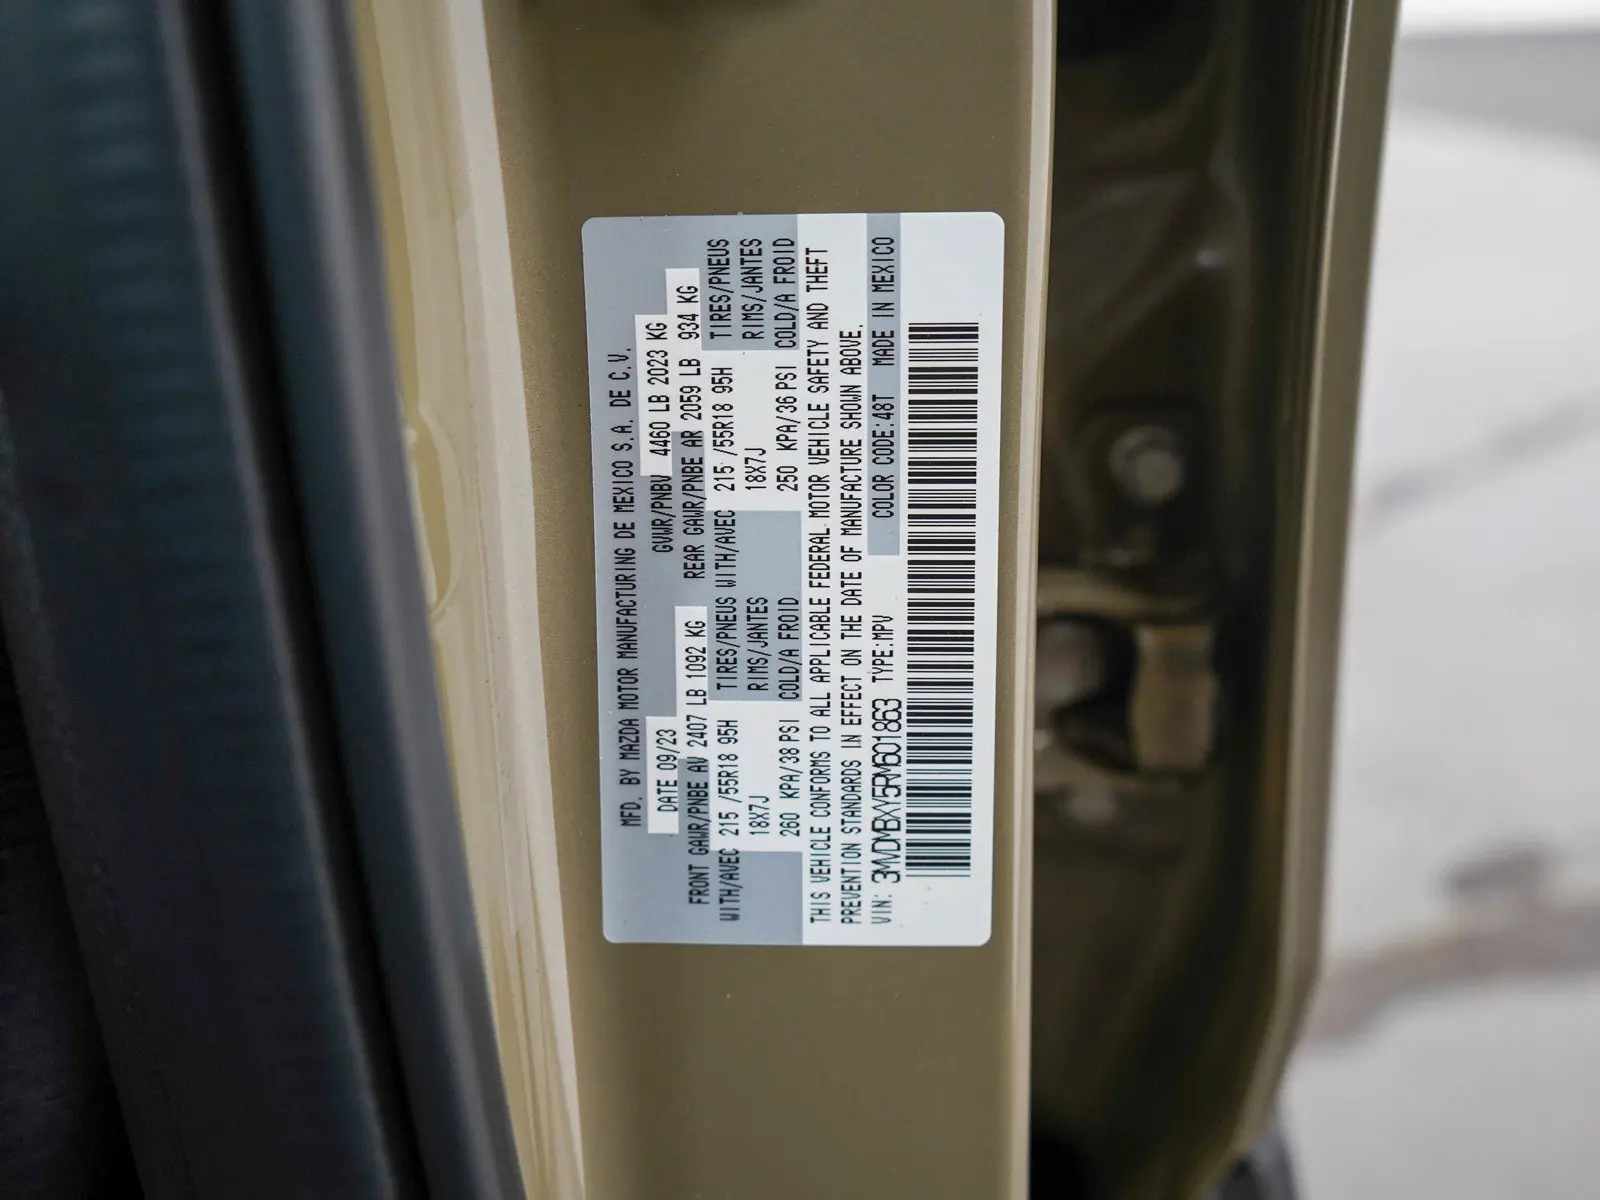 MFD. BY MAZDA MOTOR MANUFACTURING DE MEXICO S.A. DE C.V.
DATE 09/23 GVWR/PNBV 4460 LB 2023 KG
FRONT GAWR/PNBE AV 2407 LB 1092 KG REAR GAWR/PNBE AR 2059 LB 934 KG
WITH/AVEC 215 /55R18 95H TIRES/PNEUS WITH/AVEC 215 /55R18 95H TIRES/PNEUS
18X7J RIMS/JANTES 18X7J RIMS/JANTES
260 KPA/38 PSI COLD/A FROID 250 KPA/36 PSI COLD/A FROID
THIS VEHICLE CONFORMS TO ALL APPLICABLE FEDERAL MOTOR VEHICLE SAFETY AND THEFT
PREVENTION STANDARDS IN EFFECT ON THE DATE OF MANUFACTURE SHOWN ABOVE.
VIN: 3MVDMBXY5RM601863 TYPE:MPV COLOR CODE:48T MADE IN MEXICO